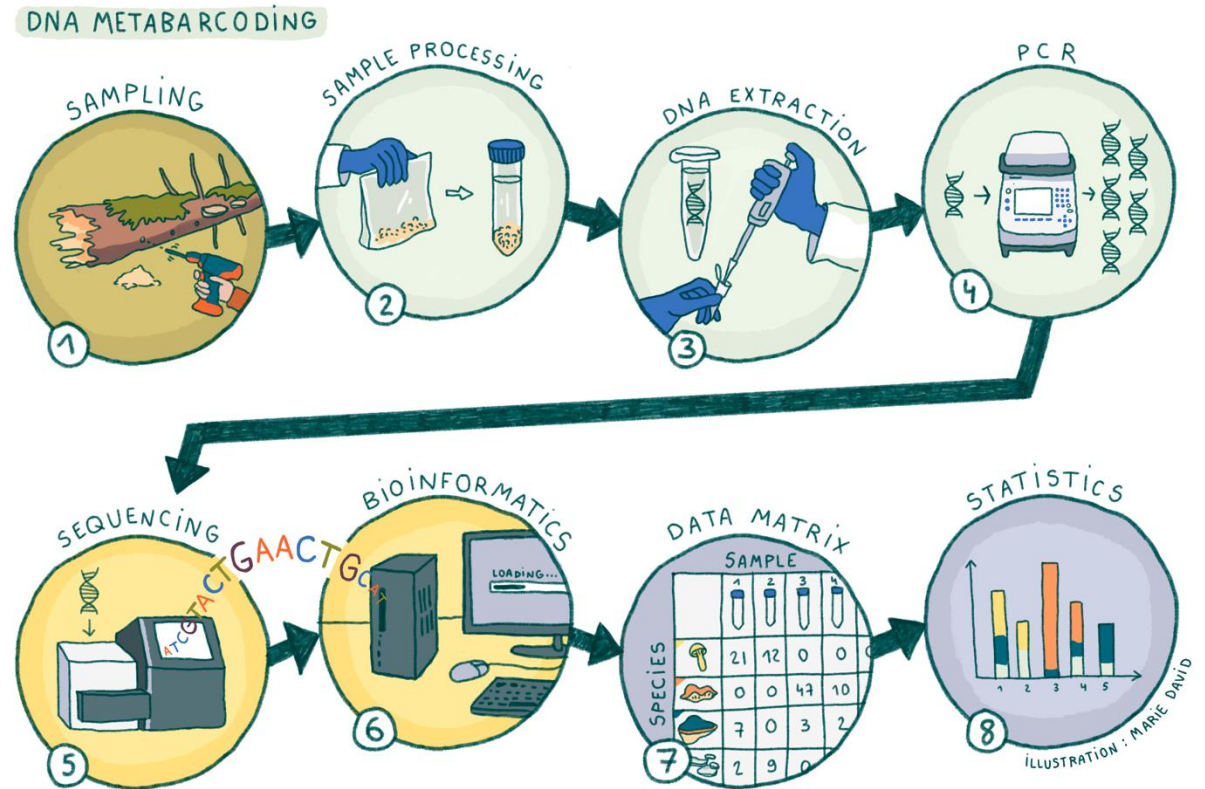 DNA METABARCODING
SAMPLING
1
SAMPLE PROCESSING
2
DNA EXTRACTION
3
PCR
4
SEQUENCING
ATCGTACTGAACTGCAT
5
BIOINFORMATICS
LOADING...
6
DATA MATRIX
SAMPLE
1 2 3 4
SPECIES
21 12 0 0 0
0 0 47 10
7 0 3 2
2 9 0
7
STATISTICS
1 2 3 4 5
8
ILLUSTRATION : MARIE DAVID